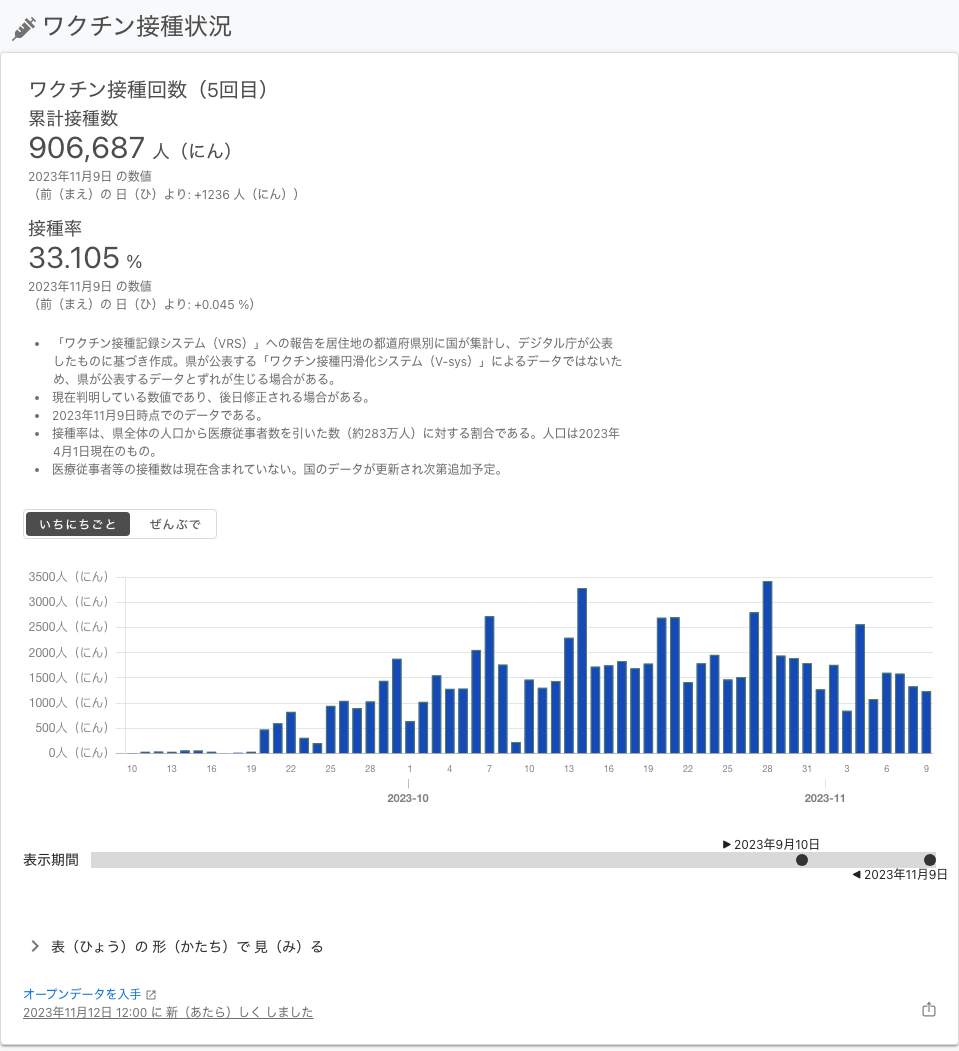 ワクチン接種状況
ワクチン接種回数（5回目）
累計接種数
906,687 人（にん）
2023年11月9日 の数値
（前（まえ）の 日（ひ）より: +1236 人（にん））
接種率
33.105 %
2023年11月9日 の数値
（前（まえ）の 日（ひ）より: +0.045 %）
「ワクチン接種記録システム（VRS）」への報告を居住地の都道府県別に国が集計し、デジタル庁が公表
したものに基づき作成。県が公表する「ワクチン接種円滑化システム（V-sys）」によるデータではないた
め、県が公表するデータとずれが生じる場合がある。
現在判明している数値であり、後日修正される場合がある。
2023年11月9日時点でのデータである。
接種率は、県全体の人口から医療従事者数を引いた数（約283万人）に対する割合である。人口は2023年
4月1日現在のもの。
医療従事者等の接種数は現在含まれていない。国のデータが更新され次第追加予定。
いちにちごと ぜんぶで
3500人（にん）
3000人（にん）
2500人（にん）
2000人（にん）
1500人（にん）
1000人（にん）
500人（にん）
0人（にん）
10 13 16 19 22 25 28 1 4 7 10 13 16 19 22 25 28 31 3 6 9
2023-10 2023-11
2023年9月10日
表示期間
2023年11月9日
表（ひょう）の 形（かたち）で 見（み）る
オープンデータを入手
2023年11月12日 12:00 に 新（あたら）しく しました